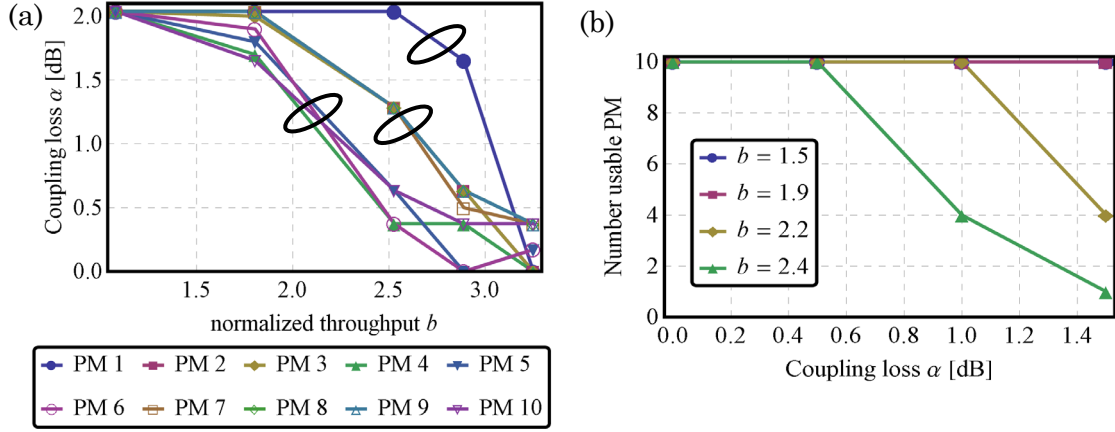 (a)
Coupling loss α [dB]
2.0
1.5
1.0
0.5
0.0
1.5 2.0 2.5 3.0
normalized throughput b
PM 1 PM 2 PM 3 PM 4 PM 5
PM 6 PM 7 PM 8 PM 9 PM 10
(b)
Number usable PM
10
8
6
4
2
0
b = 1.5
b = 1.9
b = 2.2
b = 2.4
0.0 0.2 0.4 0.6 0.8 1.0 1.2 1.4
Coupling loss α [dB]